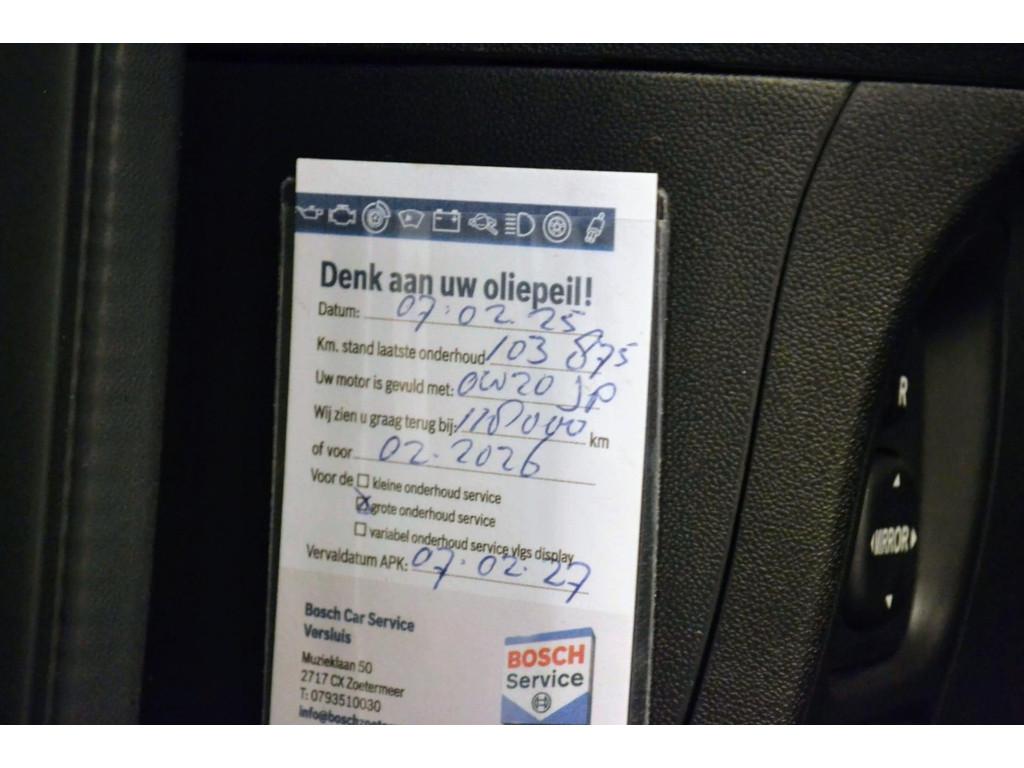 Denk aan uw oliepeil!
Datum: 07.02.25
Km. stand laatste onderhoud 103 875
Uw motor is gevuld met: 0W20 JP
Wij zien u graag terug bij: 118000 km
of voor 02.2026
Voor de ☐ kleine onderhoud service
☒ grote onderhoud service
☐ variabel onderhoud service vlgs display
Vervaldatum APK: 07.02.27
Bosch Car Service
Versluis
Muzieklaan 50
2717 CX Zoetermeer
T: 0793510030
BOSCH
Service
R
MIRROR